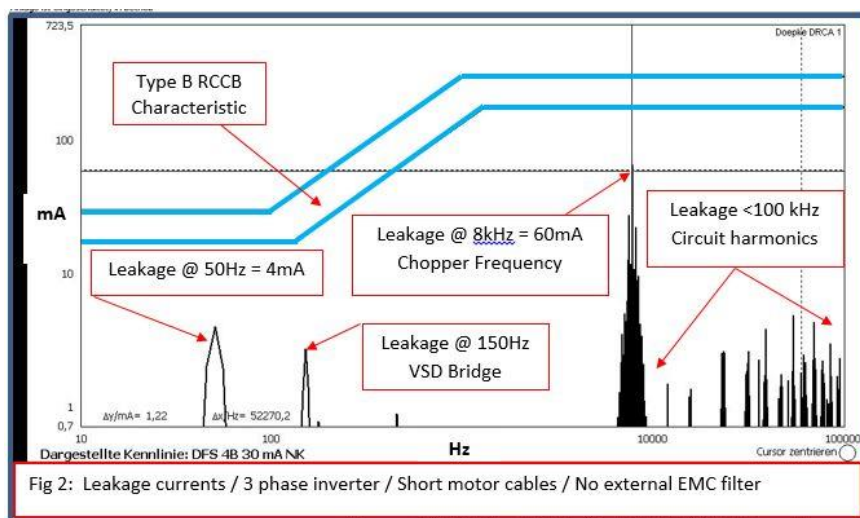 723,5
Doepke DRCA 1
Type B RCCB
Characteristic
100
mA
Leakage @ 8kHz = 60mA
Chopper Frequency
Leakage <100 kHz
Circuit harmonics
10
Leakage @ 50Hz = 4mA
Leakage @ 150Hz
VSD Bridge
1
0,7
Δy/mA= 1,22
Δx/Hz= 52270,2
10
100
Hz
10000
100000
Dargestellte Kennlinie: DFS 4B 30 mA NK
Cursor zentrieren
Fig 2: Leakage currents / 3 phase inverter / Short motor cables / No external EMC filter